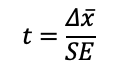 t = Δx̄ / SE